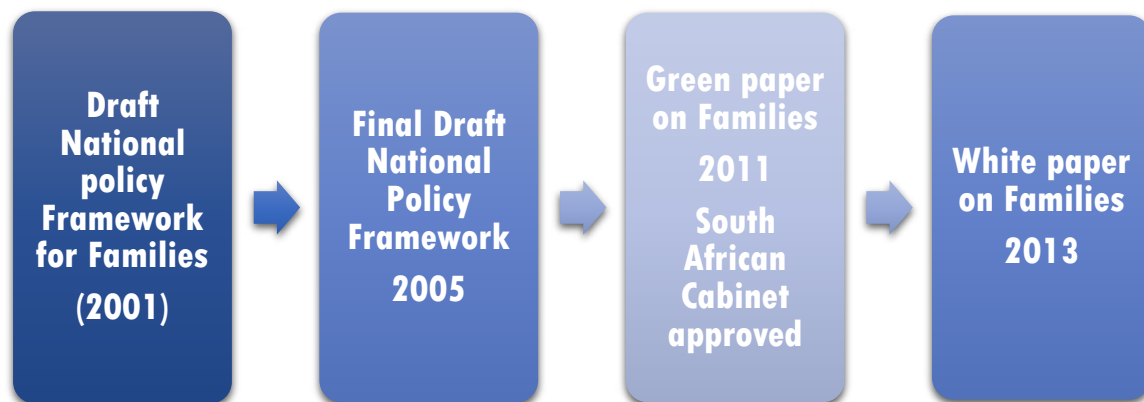 Draft
National
policy
Framework
for Families
(2001)
Final Draft
National
Policy
Framework
2005
Green paper
on Families
2011
South
African
Cabinet
approved
White paper
on Families
2013